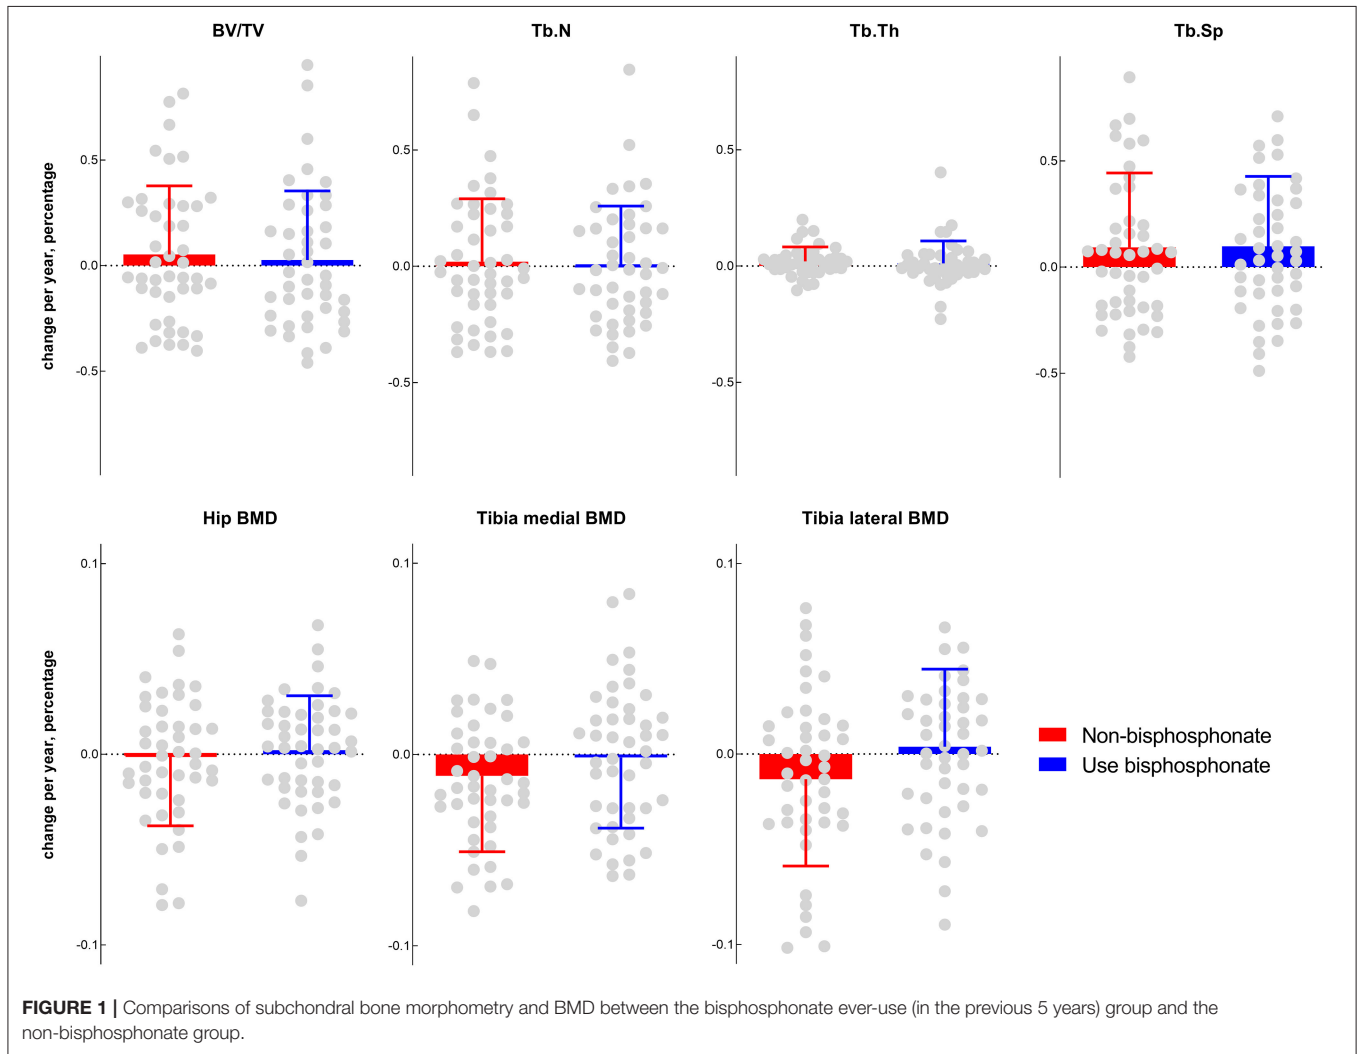 BV/TV
Tb.N
Tb.Th
Tb.Sp
change per year, percentage
0.5
0.0
-0.5
0.5
0.0
-0.5
0.5
0.0
-0.5
0.5
0.0
-0.5
Hip BMD
Tibia medial BMD
Tibia lateral BMD
change per year, percentage
0.1
0.0
-0.1
0.1
0.0
-0.1
0.1
0.0
-0.1
Non-bisphosphonate
Use bisphosphonate
FIGURE 1 | Comparisons of subchondral bone morphometry and BMD between the bisphosphonate ever-use (in the previous 5 years) group and the
non-bisphosphonate group.